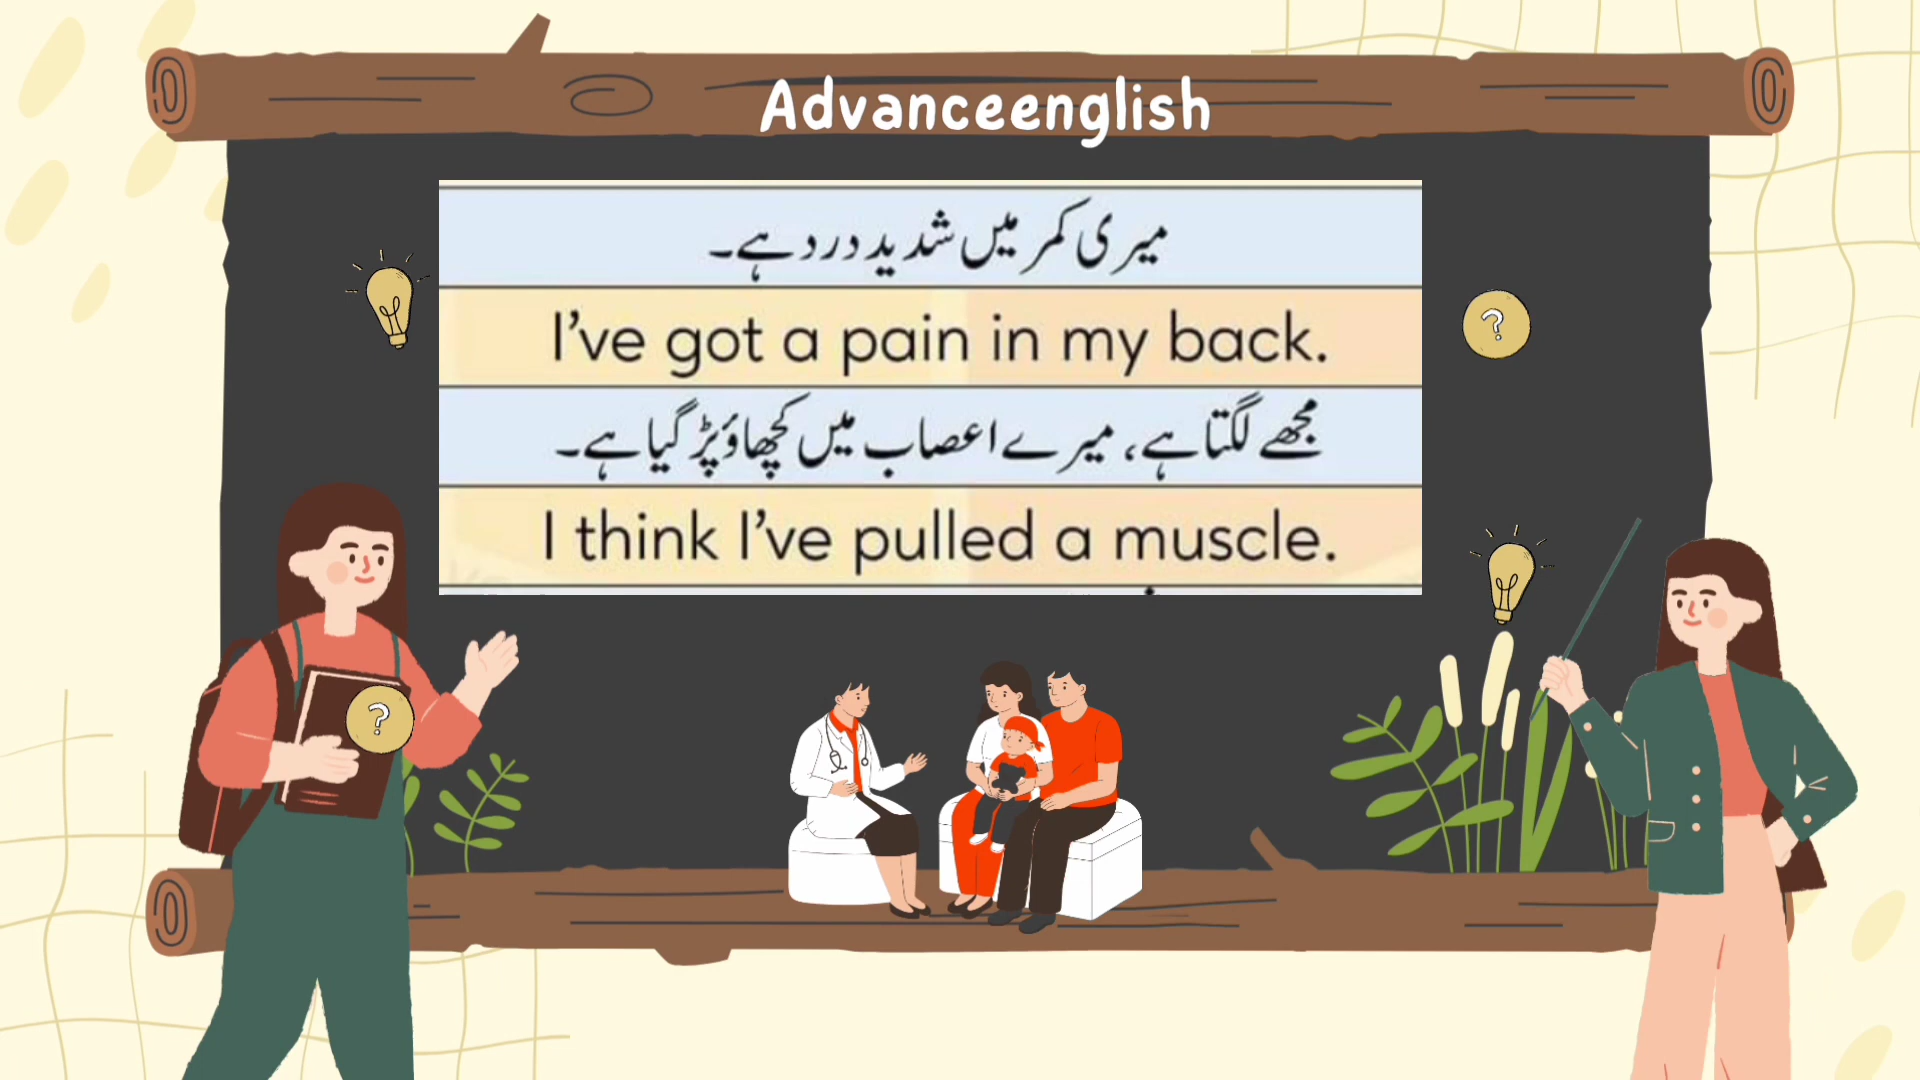 Advanceenglish
میری کمر میں شدید درد ہے۔
I've got a pain in my back.
مجھے لگتا ہے، میرے اعصاب میں کھچاؤ پڑ گیا ہے۔
I think I've pulled a muscle.
?
?